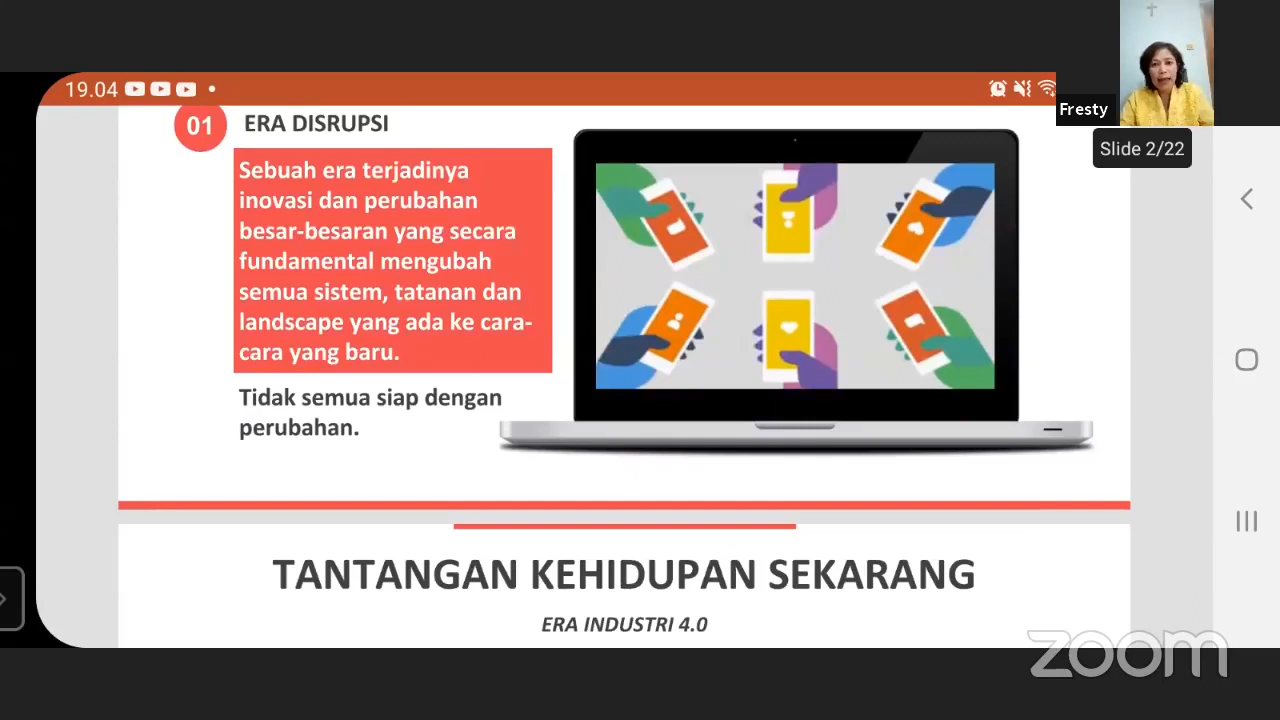 19.04
Fresty
Slide 2/22
01
ERA DISRUPSI
Sebuah era terjadinya
inovasi dan perubahan
besar-besaran yang secara
fundamental mengubah
semua sistem, tatanan dan
landscape yang ada ke cara-
cara yang baru.
Tidak semua siap dengan
perubahan.
TANTANGAN KEHIDUPAN SEKARANG
ERA INDUSTRI 4.0
zoom